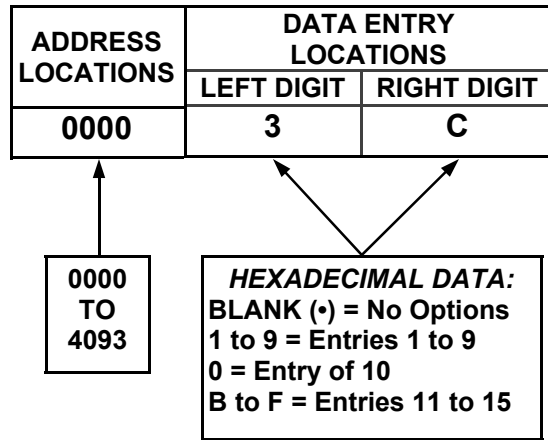 ADDRESS
LOCATIONS
DATA ENTRY
LOCATIONS
LEFT DIGIT
RIGHT DIGIT
0000
3
C
0000
TO
4093
HEXADECIMAL DATA:
BLANK (•) = No Options
1 to 9 = Entries 1 to 9
0 = Entry of 10
B to F = Entries 11 to 15